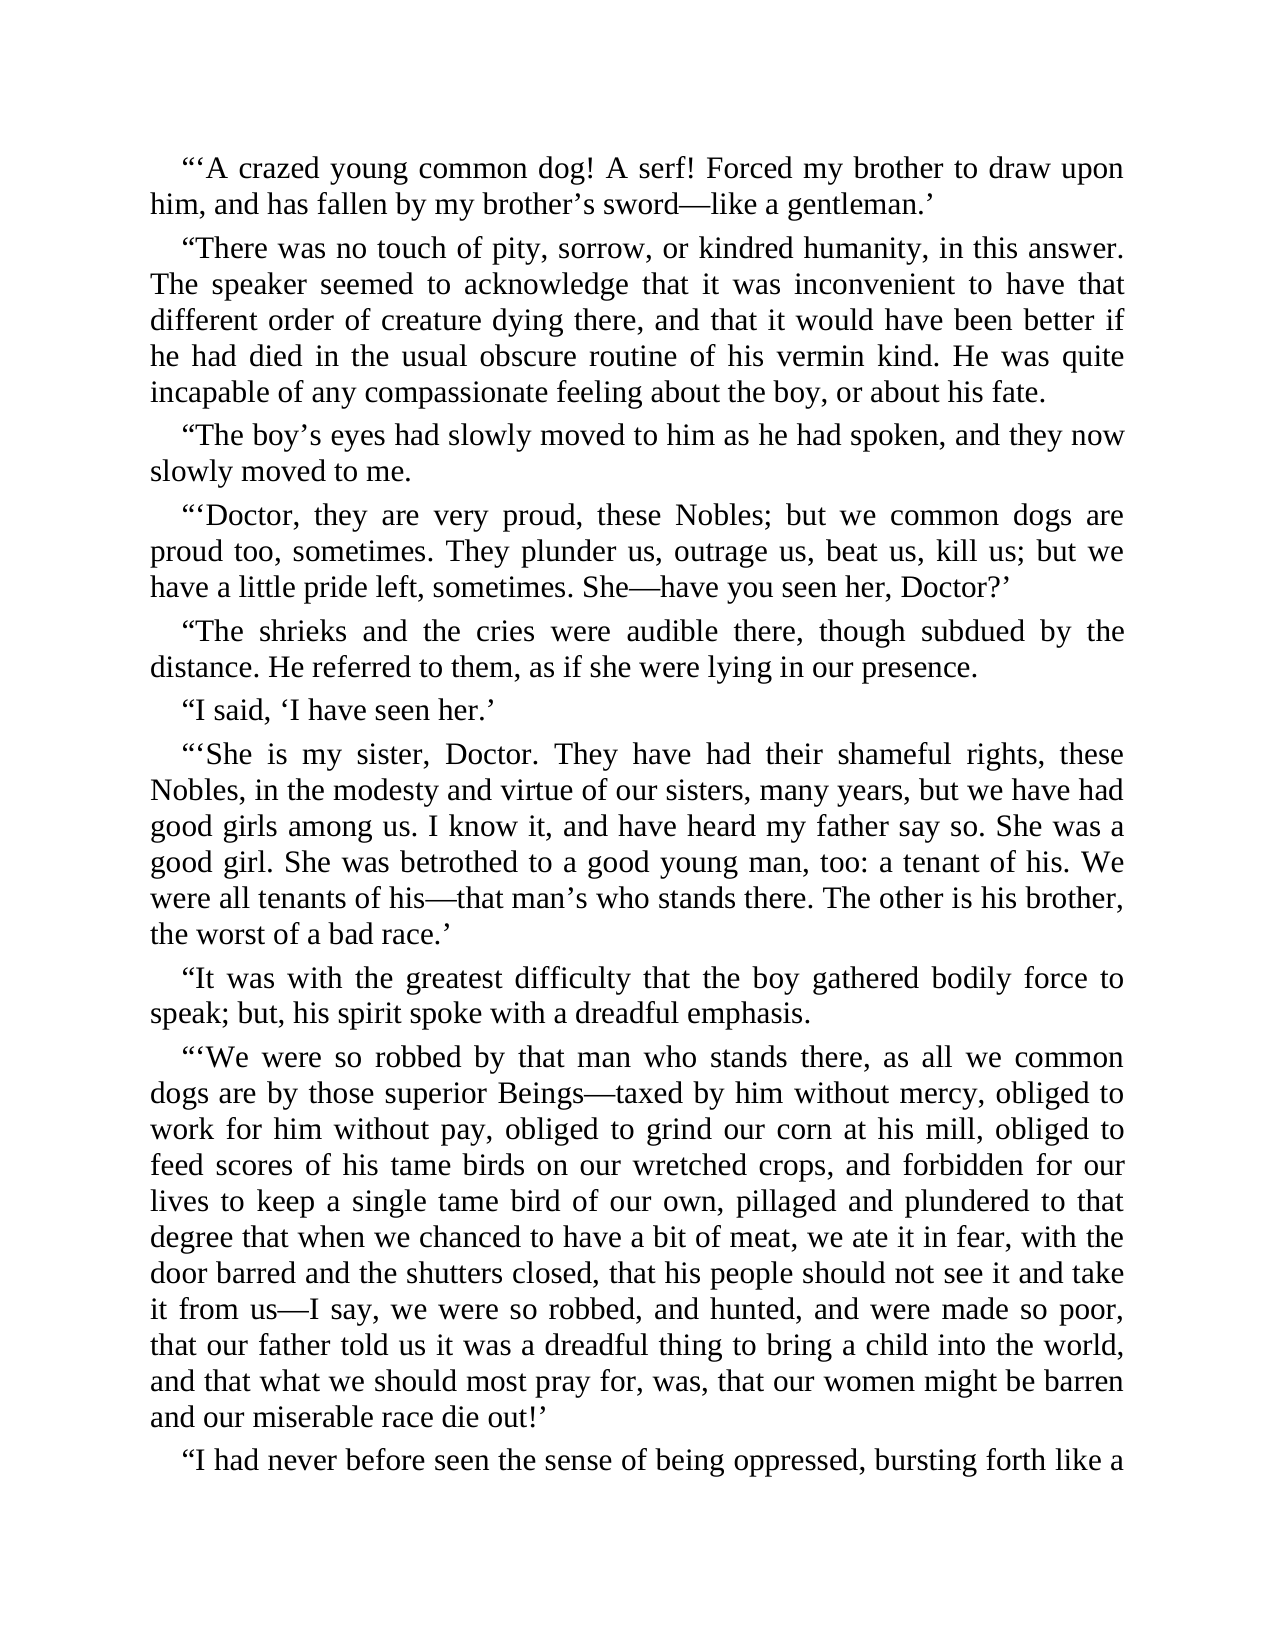 “‘A crazed young common dog! A serf! Forced my brother to draw upon
him, and has fallen by my brother’s sword—like a gentleman.’
“There was no touch of pity, sorrow, or kindred humanity, in this answer.
The speaker seemed to acknowledge that it was inconvenient to have that
different order of creature dying there, and that it would have been better if
he had died in the usual obscure routine of his vermin kind. He was quite
incapable of any compassionate feeling about the boy, or about his fate.
“The boy’s eyes had slowly moved to him as he had spoken, and they now
slowly moved to me.
“‘Doctor, they are very proud, these Nobles; but we common dogs are
proud too, sometimes. They plunder us, outrage us, beat us, kill us; but we
have a little pride left, sometimes. She—have you seen her, Doctor?’
“The shrieks and the cries were audible there, though subdued by the
distance. He referred to them, as if she were lying in our presence.
“I said, ‘I have seen her.’
“‘She is my sister, Doctor. They have had their shameful rights, these
Nobles, in the modesty and virtue of our sisters, many years, but we have had
good girls among us. I know it, and have heard my father say so. She was a
good girl. She was betrothed to a good young man, too: a tenant of his. We
were all tenants of his—that man’s who stands there. The other is his brother,
the worst of a bad race.’
“It was with the greatest difficulty that the boy gathered bodily force to
speak; but, his spirit spoke with a dreadful emphasis.
“‘We were so robbed by that man who stands there, as all we common
dogs are by those superior Beings—taxed by him without mercy, obliged to
work for him without pay, obliged to grind our corn at his mill, obliged to
feed scores of his tame birds on our wretched crops, and forbidden for our
lives to keep a single tame bird of our own, pillaged and plundered to that
degree that when we chanced to have a bit of meat, we ate it in fear, with the
door barred and the shutters closed, that his people should not see it and take
it from us—I say, we were so robbed, and hunted, and were made so poor,
that our father told us it was a dreadful thing to bring a child into the world,
and that what we should most pray for, was, that our women might be barren
and our miserable race die out!’
“I had never before seen the sense of being oppressed, bursting forth like a